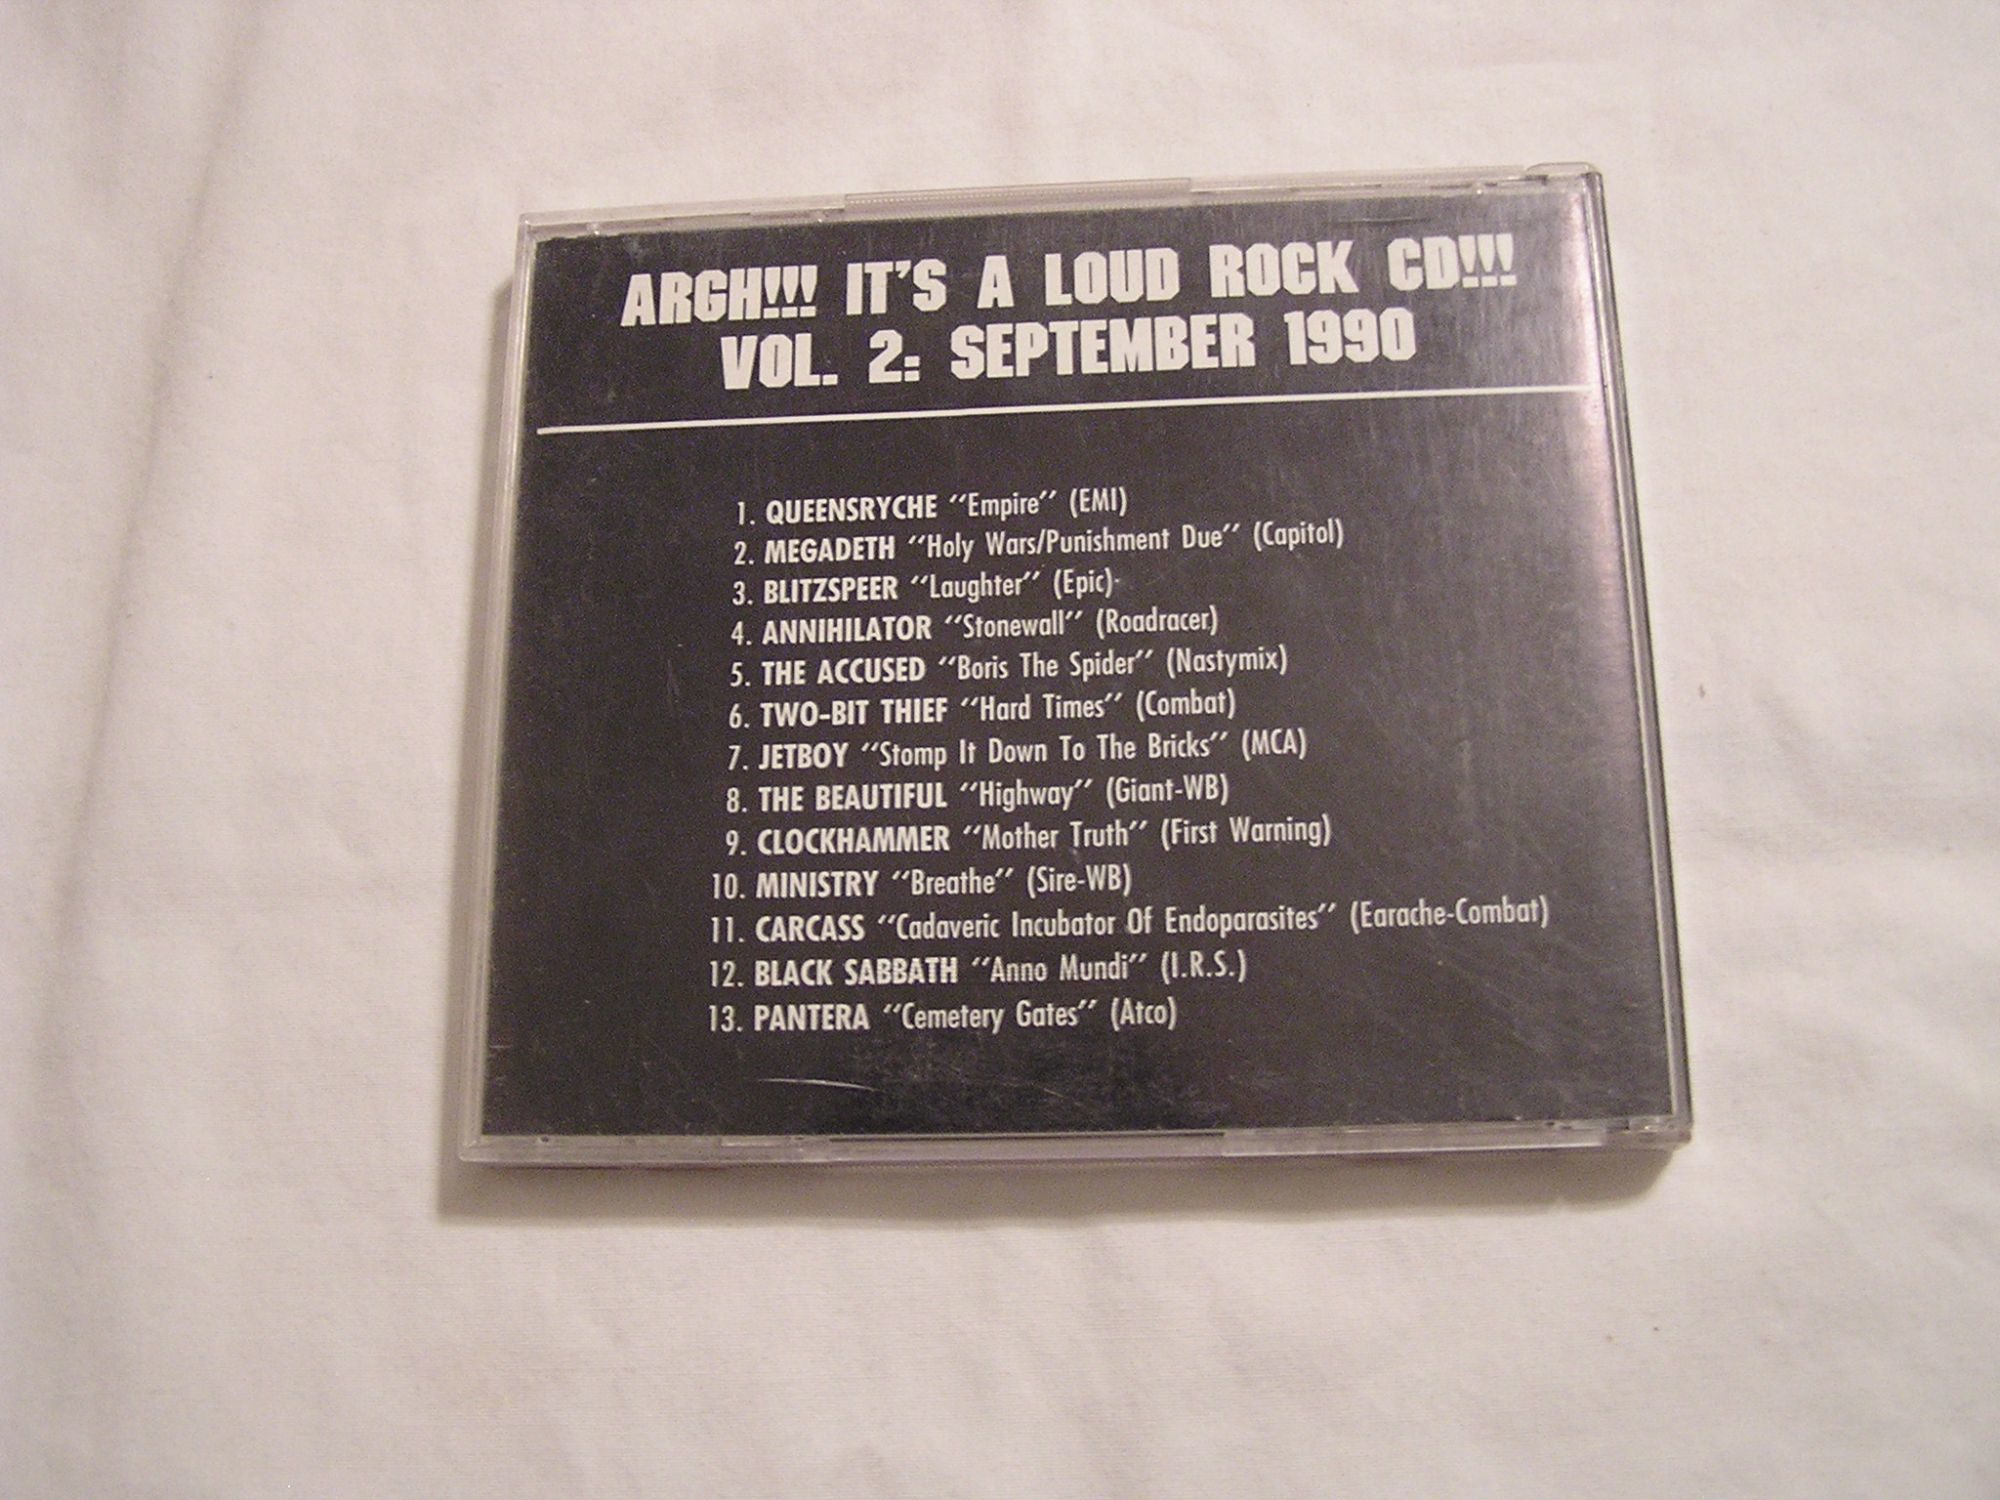 ARGH!!! IT'S A LOUD ROCK CD!!!
VOL. 2: SEPTEMBER 1990
1. QUEENSRYCHE "Empire" (EMI)
2. MEGADETH "Holy Wars/Punishment Due" (Capitol)
3. BLITZSPEER "Laughter" (Epic)
4. ANNIHILATOR "Stonewall" (Roadracer)
5. THE ACCUSED "Boris The Spider" (Nastymix)
6. TWO-BIT THIEF "Hard Times" (Combat)
7. JETBOY "Stomp It Down To The Bricks" (MCA)
8. THE BEAUTIFUL "Highway" (Giant-WB)
9. CLOCKHAMMER "Mother Truth" (First Warning)
10. MINISTRY "Breathe" (Sire-WB)
11. CARCASS "Cadaveric Incubator Of Endoparasites" (Earache-Combat)
12. BLACK SABBATH "Anno Mundi" (I.R.S.)
13. PANTERA "Cemetery Gates" (Atco)